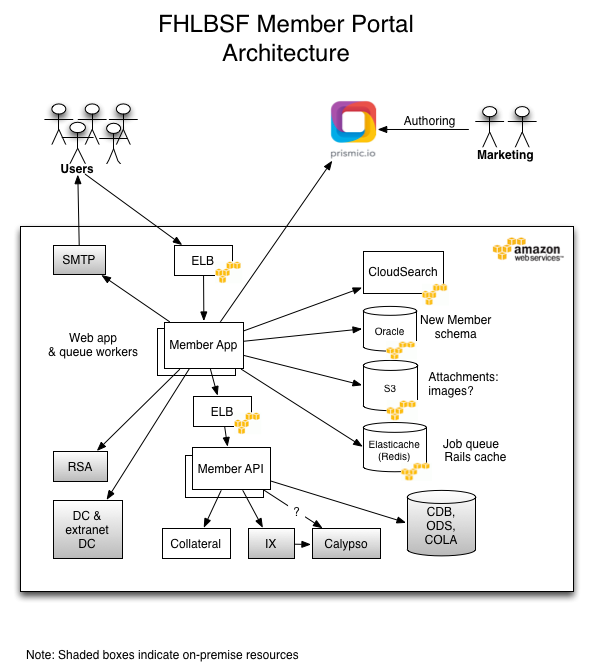 FHLBSF Member Portal
Architecture
Authoring
prismic.io
Users
Marketing
SMTP
ELB
amazon
web services™
CloudSearch
Web app
& queue workers
Member App
Oracle
New Member
schema
S3
Attachments:
images?
ELB
Elasticache
(Redis)
Job queue
Rails cache
RSA
Member API
DC &
extranet
DC
?
CDB,
ODS,
COLA
Collateral
IX
Calypso
Note: Shaded boxes indicate on-premise resources